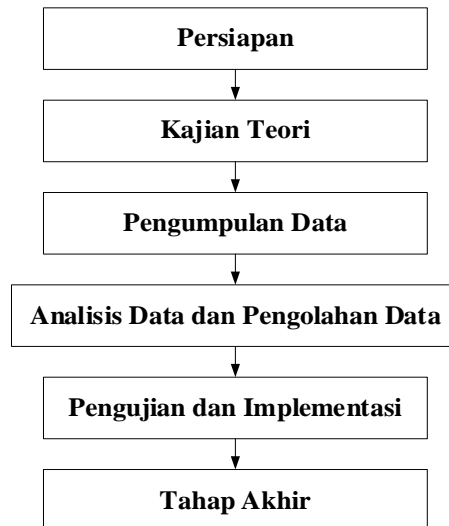 Persiapan
Kajian Teori
Pengumpulan Data
Analisis Data dan Pengolahan Data
Pengujian dan Implementasi
Tahap Akhir